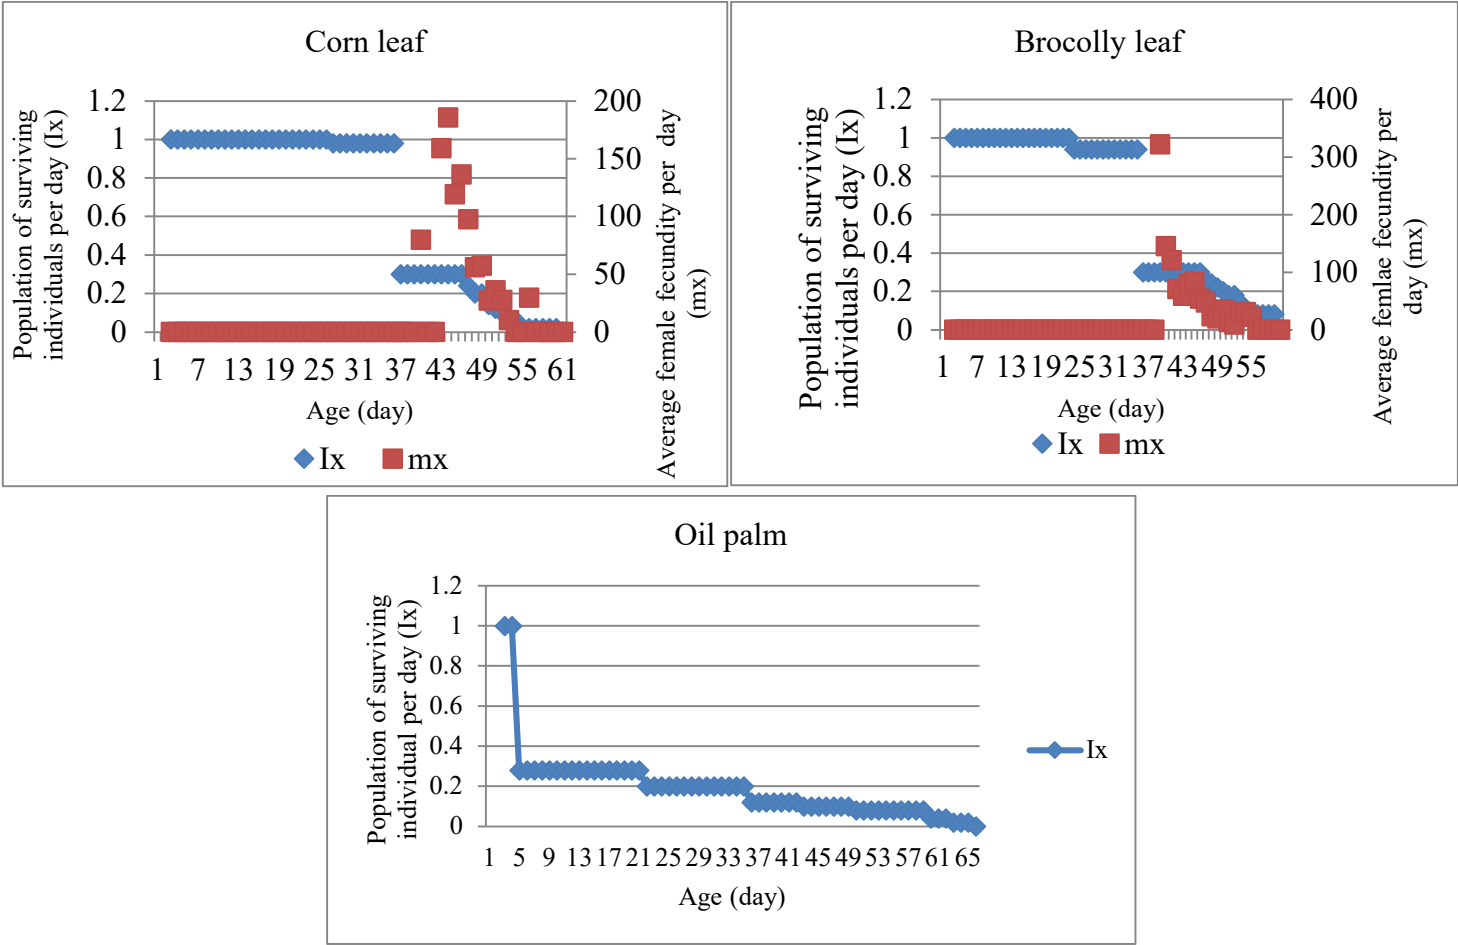 Corn leaf
Population of surviving
individuals per day (Ix)
1.2
1
0.8
0.6
0.4
0.2
0
200
150
100
50
0
Average female fecundity per day
(mx)
1 7 13 19 25 31 37 43 49 55 61
Age (day)
Ix mx
Brocolly leaf
Population of surviving
individuals per day (Ix)
1.2
1
0.8
0.6
0.4
0.2
0
400
300
200
100
0
Average femlae fecundity per
day (mx)
1 7 13 19 25 31 37 43 49 55
Age (day)
Ix mx
Oil palm
Population of surviving
individual per day (Ix)
1.2
1
0.8
0.6
0.4
0.2
0
1 5 9 13 17 21 25 29 33 37 41 45 49 53 57 61 65
Age (day)
Ix